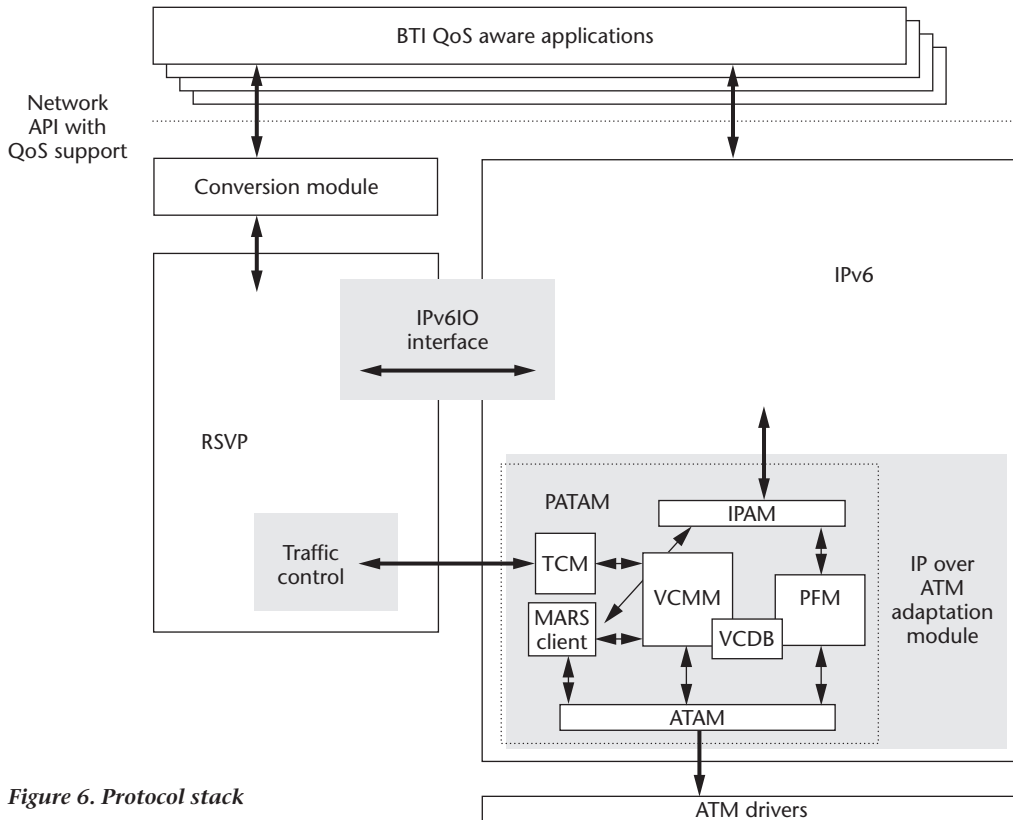 BTI QoS aware applications
Network
API with
QoS support
Conversion module
IPv6
IPv6IO
interface
RSVP
PATAM
IPAM
Traffic
control
TCM
VCMM
PFM
IP over
ATM
adaptation
module
MARS
client
VCDB
ATAM
Figure 6. Protocol stack
ATM drivers